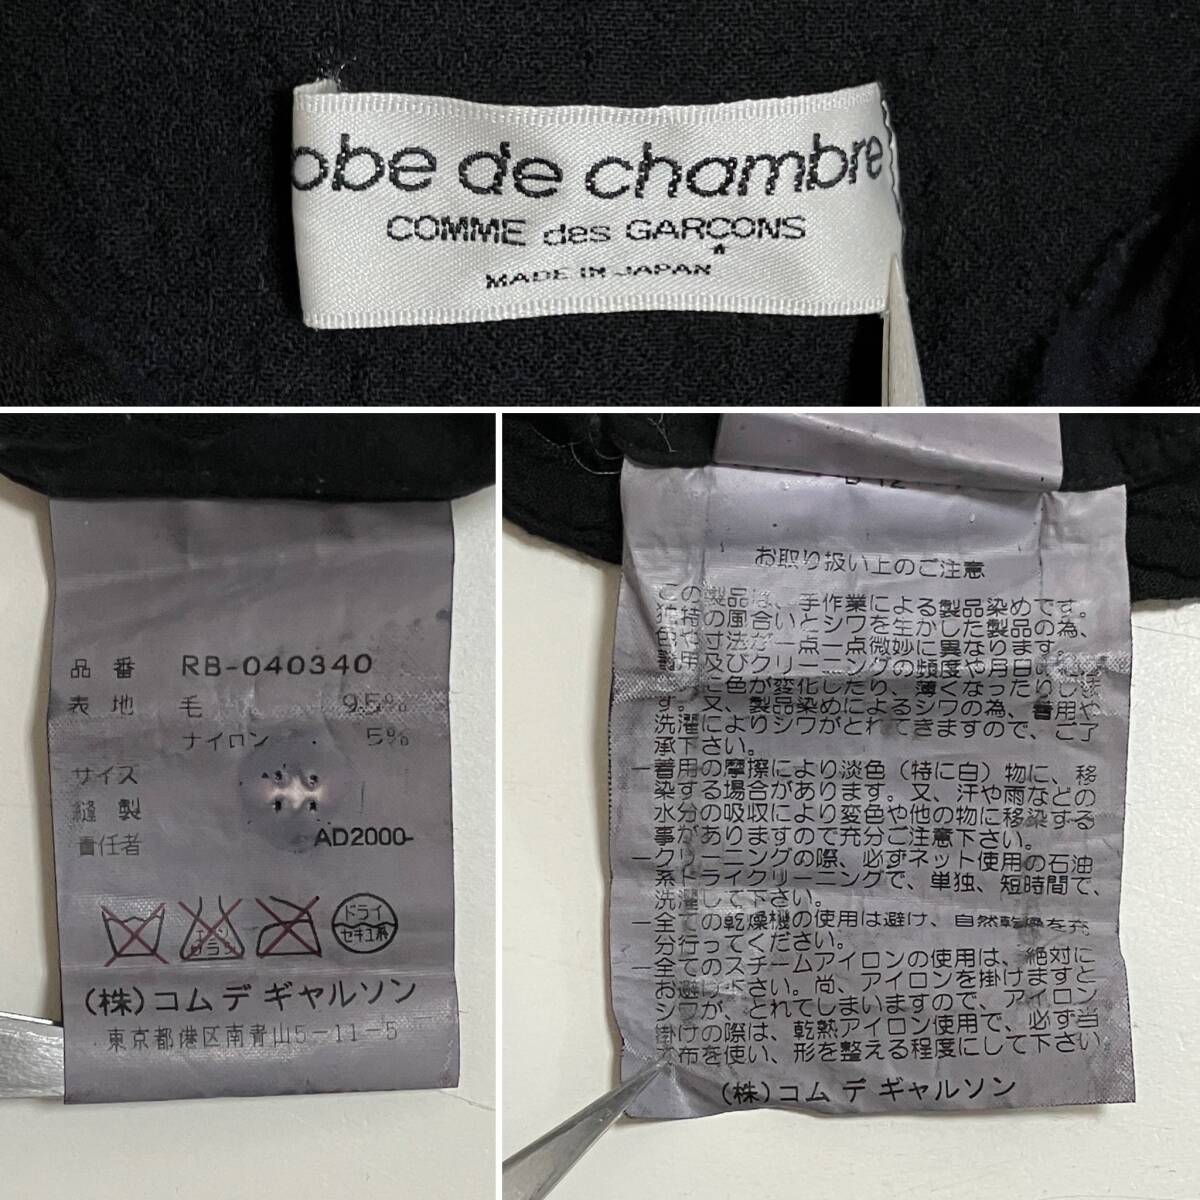 obe de chambre
COMME des GARÇONS
MADE IN JAPAN
品番 RB-040340
表地 毛 95%
ナイロン 5%
サイズ
縫製
責任者 AD2000-
エンソ
サラシ
ドライ
セキユ系
(株)コム デ ギャルソン
東京都港区南青山5-11-5
お取り扱い上のご注意
この製品は、手作業による製品染めです。
独特の風合いとシワを生かした製品の為、
色や寸法が一点一点微妙に異なります。
着用及びクリーニングの頻度や月日
に色が変化したり、薄くなったりしま
す。又、製品染めによるシワの為、着用や
洗濯によりシワがとれてきますので、ご了
承下さい。
一着用の摩擦により淡色(特に白)物に、移
染する場合があります。又、汗や雨などの
水分の吸収により変色や他の物に移染する
事がありますので充分ご注意下さい。
一クリーニングの際、必ずネット使用の石油
系ドライクリーニングで、単独、短時間で、
洗濯して下さい。
一全ての乾燥機の使用は避け、自然乾燥を充
分行ってください。
一全てのスチームアイロンの使用は、絶対に
お避け下さい。尚、アイロンを掛けますと
シワが、とれてしまいますので、アイロン
掛けの際は、乾熱アイロン使用で、必ず当
て布を使い、形を整える程度にして下さい。
(株)コム デ ギャルソン